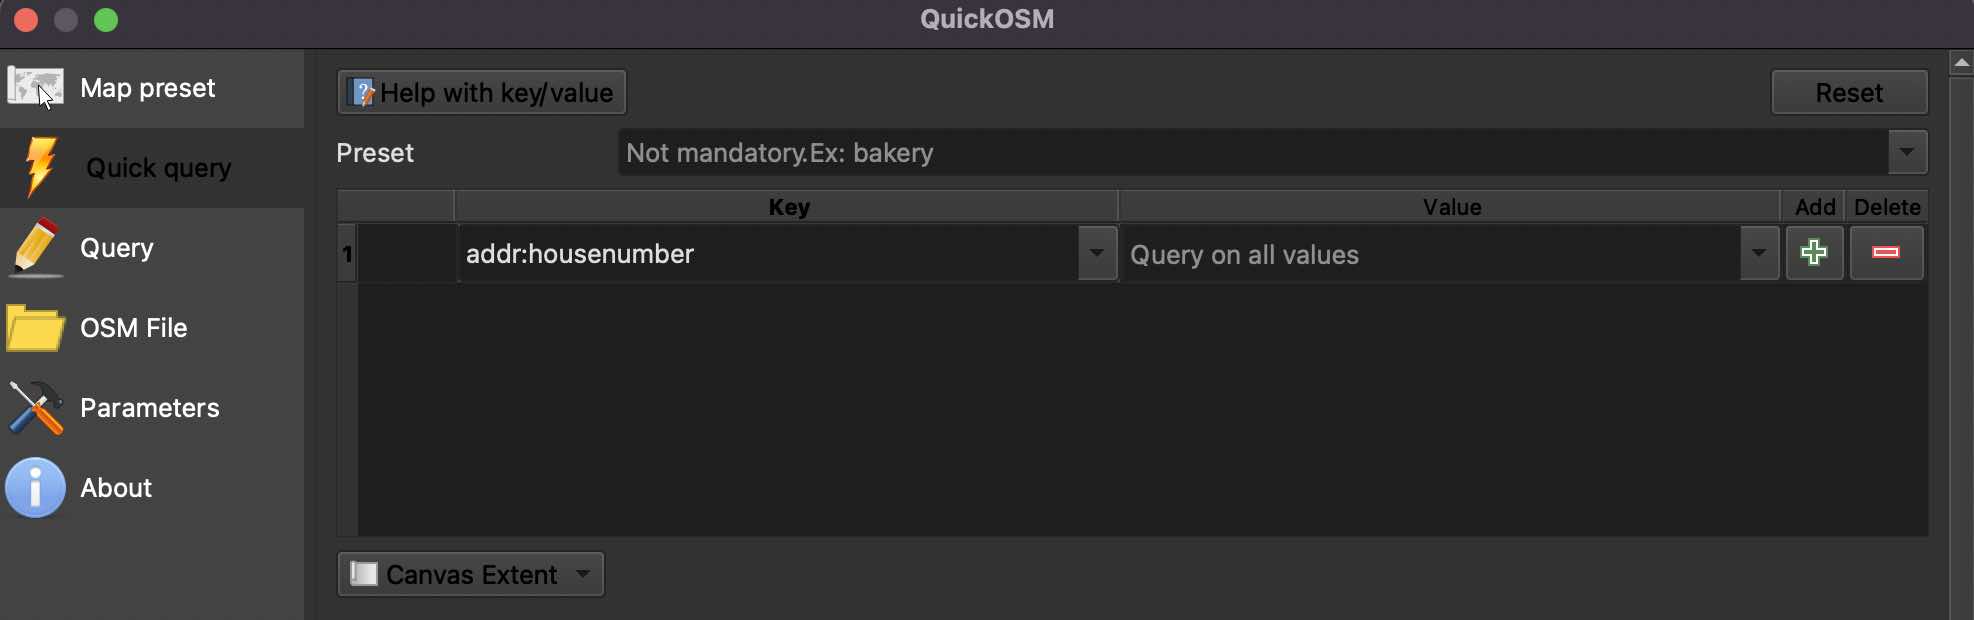 QuickOSM
Map preset
Quick query
Query
OSM File
Parameters
About
Help with key/value
Reset
Preset
Not mandatory.Ex: bakery
Key Value Add Delete
1 addr:housenumber Query on all values
Canvas Extent